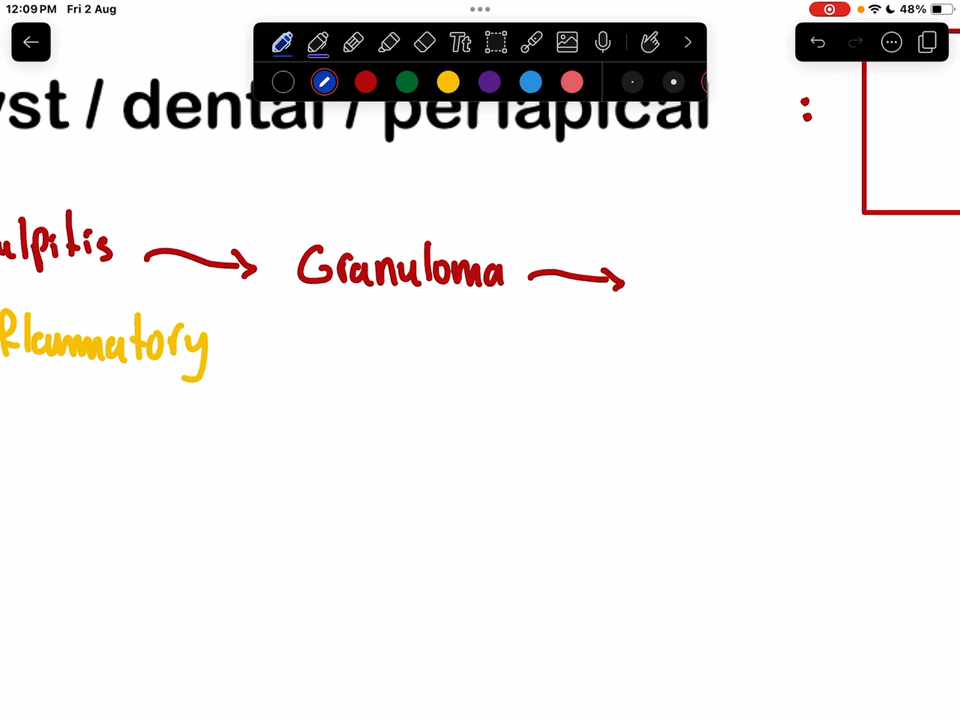 12:09 PM Fri 2 Aug 48%
Tt
yst / dental / periapical :
ulpitis → Granuloma →
flammatory